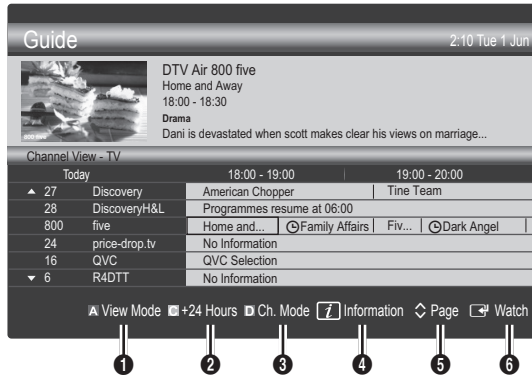 Guide
2:10 Tue 1 Jun
DTV Air 800 five
Home and Away
18:00 - 18:30
Drama
Dani is devastated when scott makes clear his views on marriage...
800 five
Channel View - TV
Today 18:00 - 19:00 19:00 - 20:00
▲ 27 Discovery American Chopper Tine Team
28 DiscoveryH&L Programmes resume at 06:00
800 five Home and... Family Affairs Fiv... Dark Angel
24 price-drop.tv No Information
16 QVC QVC Selection
▼ 6 R4DTT No Information
A View Mode C +24 Hours D Ch. Mode i Information Page Watch
1 2 3 4 5 6